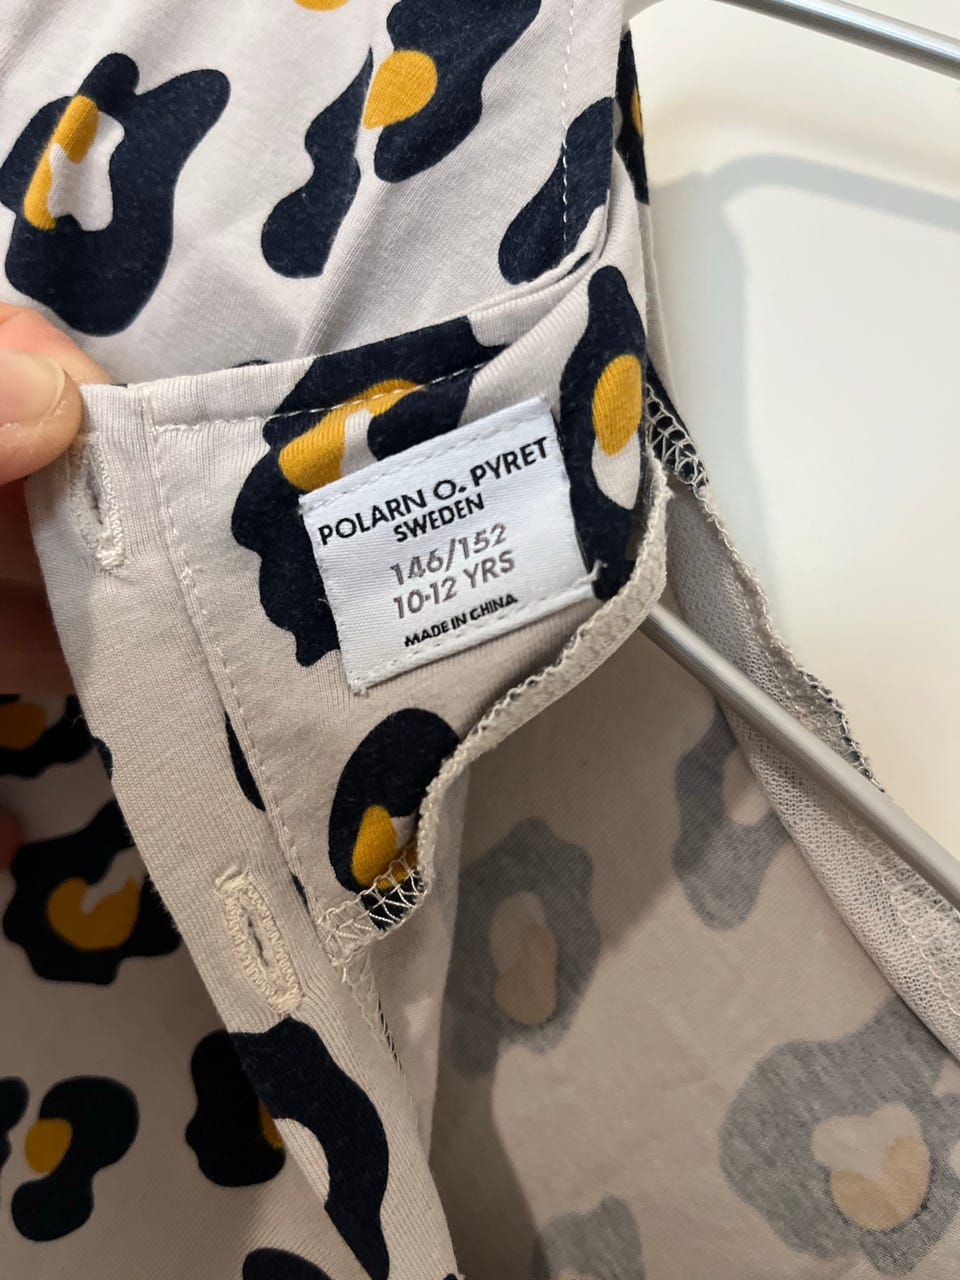 POLARN O. PYRET
SWEDEN
146/152
10-12 YRS
MADE IN CHINA